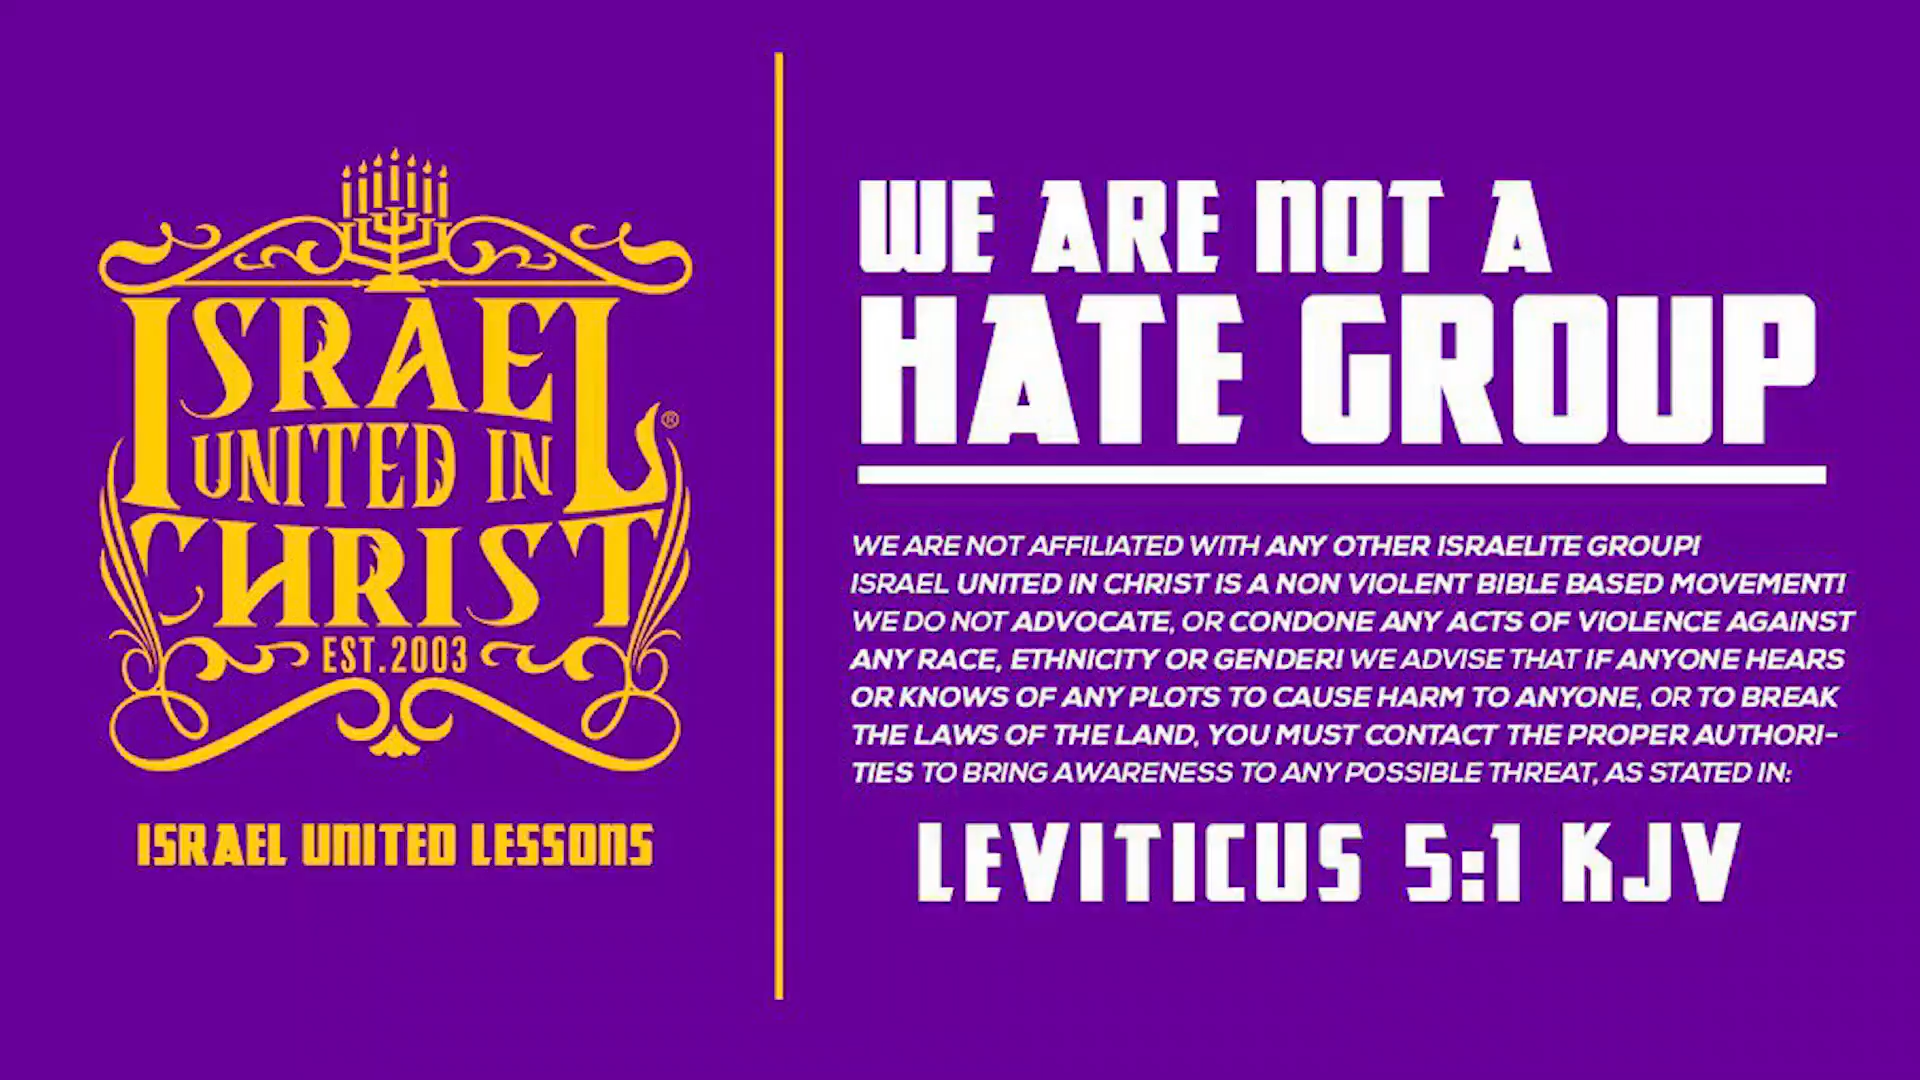 ISRAEL
UNITED IN
CHRIST
®
EST.2003
ISRAEL UNITED LESSONS
WE ARE NOT A
HATE GROUP
WE ARE NOT AFFILIATED WITH ANY OTHER ISRAELITE GROUP!
ISRAEL UNITED IN CHRIST IS A NON VIOLENT BIBLE BASED MOVEMENT!
WE DO NOT ADVOCATE, OR CONDONE ANY ACTS OF VIOLENCE AGAINST
ANY RACE, ETHNICITY OR GENDER! WE ADVISE THAT IF ANYONE HEARS
OR KNOWS OF ANY PLOTS TO CAUSE HARM TO ANYONE, OR TO BREAK
THE LAWS OF THE LAND, YOU MUST CONTACT THE PROPER AUTHORI-
TIES TO BRING AWARENESS TO ANY POSSIBLE THREAT, AS STATED IN:
LEVITICUS 5:1 KJV